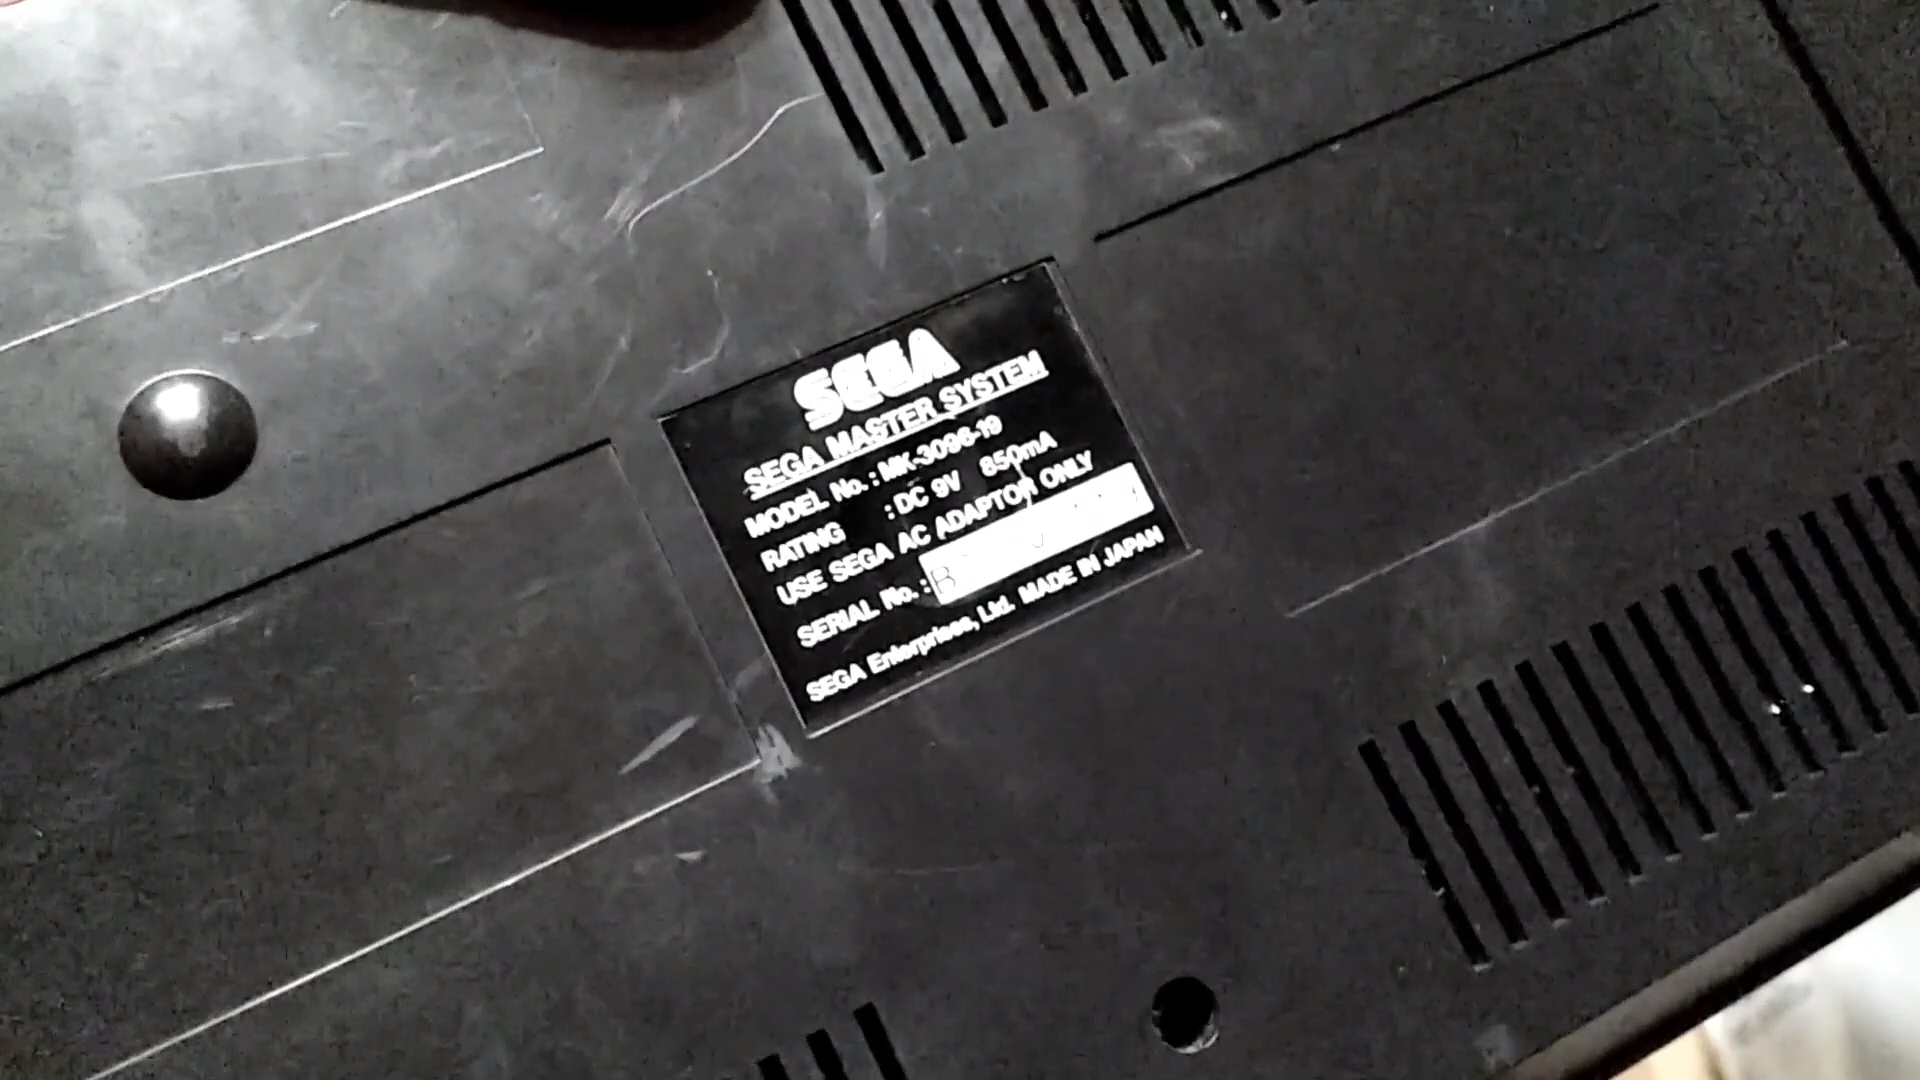 SEGA
SEGA MASTER SYSTEM
MODEL No. : MK-3096-19
RATING : DC 9V 850mA
USE SEGA AC ADAPTOR ONLY
SERIAL No. :
SEGA Enterprises, Ltd. MADE IN JAPAN